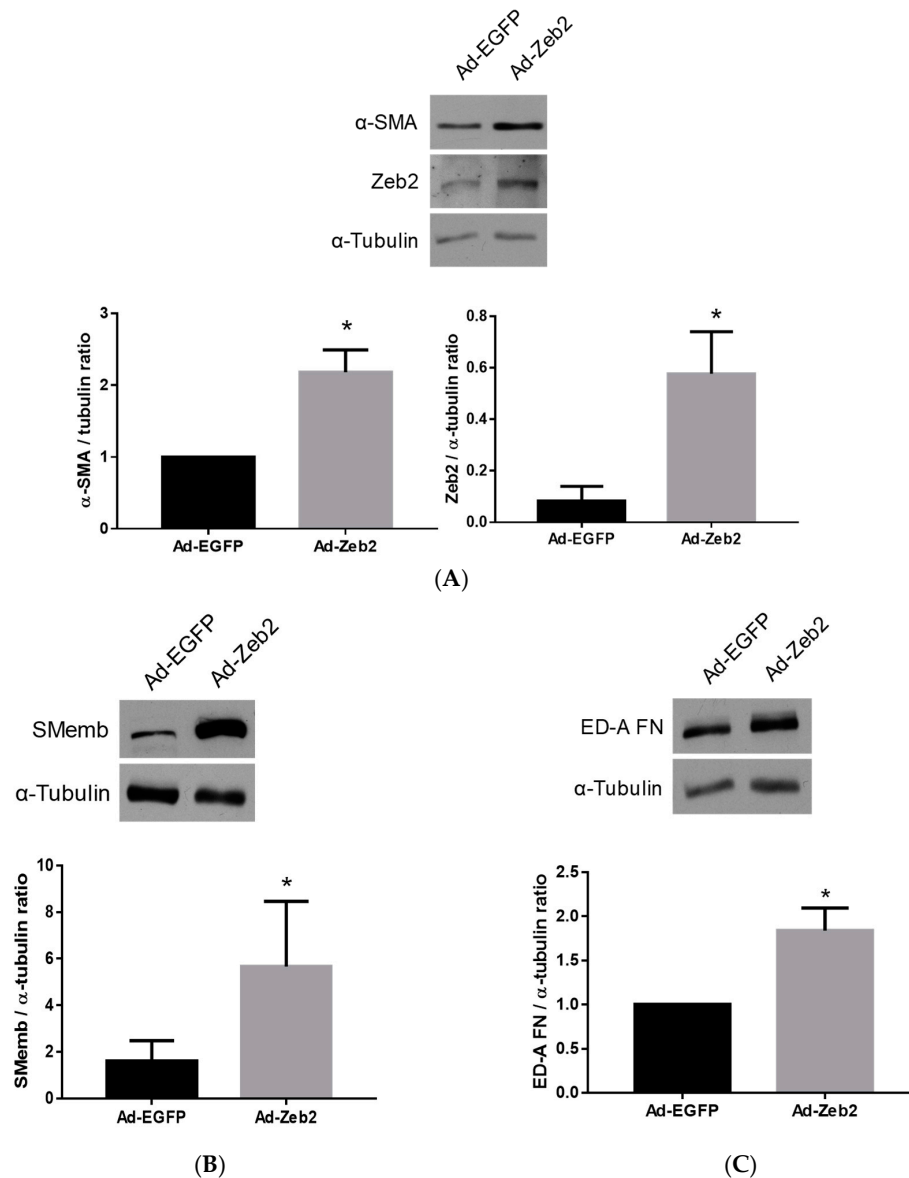 Ad-EGFP Ad-Zeb2
α-SMA
Zeb2
α-Tubulin
α-SMA / tubulin ratio
3
2
1
0
Ad-EGFP Ad-Zeb2
*
Zeb2 / α-tubulin ratio
0.8
0.6
0.4
0.2
0.0
Ad-EGFP Ad-Zeb2
*
(A)
Ad-EGFP Ad-Zeb2
SMemb
α-Tubulin
SMemb / α-tubulin ratio
10
8
6
4
2
0
Ad-EGFP Ad-Zeb2
*
(B)
Ad-EGFP Ad-Zeb2
ED-A FN
α-Tubulin
ED-A FN / α-tubulin ratio
2.5
2.0
1.5
1.0
0.5
0.0
Ad-EGFP Ad-Zeb2
*
(C)